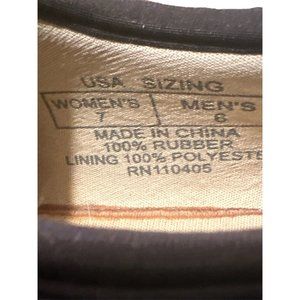 USA SIZING
WOMEN'S MEN'S
7 6
MADE IN CHINA
100% RUBBER
LINING 100% POLYESTE
RN110405